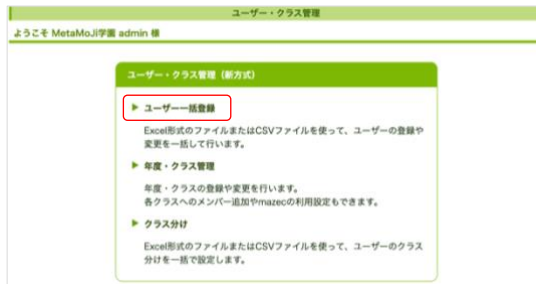 ユーザー・クラス管理
ようこそ MetaMoJi学園 admin 様
ユーザー・クラス管理（新方式）
ユーザー一括登録
Excel形式のファイルまたはCSVファイルを使って、ユーザーの登録や
変更を一括して行います。
年度・クラス管理
年度・クラスの登録や変更を行います。
各クラスへのメンバー追加やmazecの利用設定もできます。
クラス分け
Excel形式のファイルまたはCSVファイルを使って、ユーザーのクラス
分けを一括で設定します。